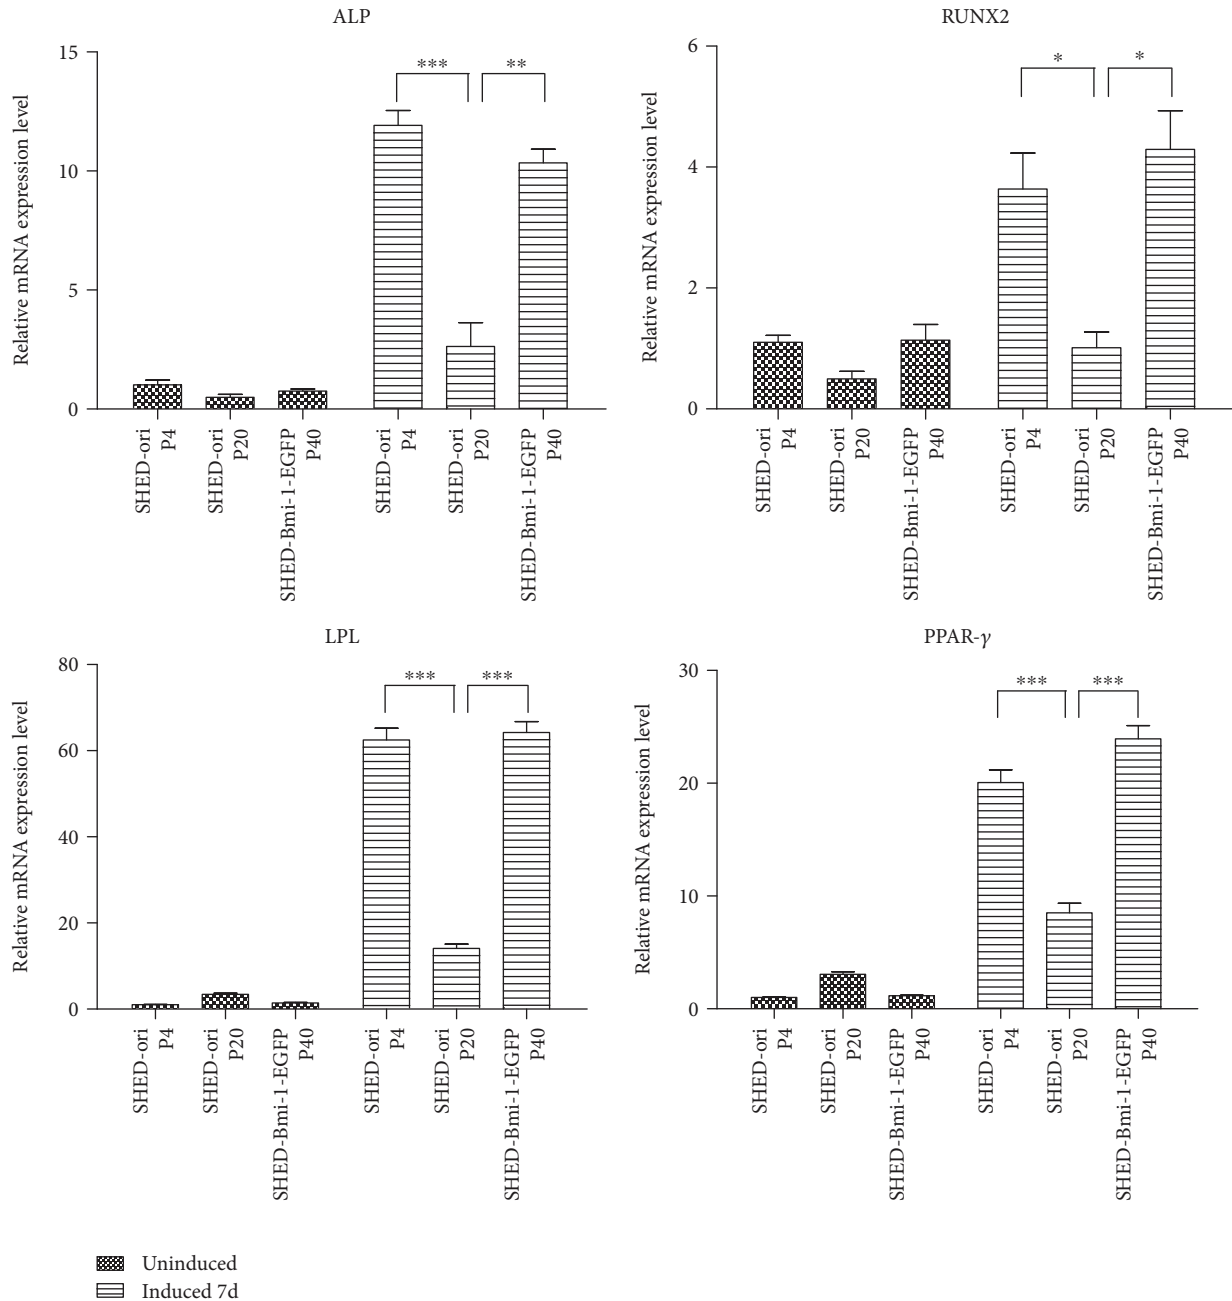 ALP
Relative mRNA expression level
15
10
5
0
***
**
SHED-ori
P4
SHED-ori
P20
SHED-Bmi-1-EGFP
P40
SHED-ori
P4
SHED-ori
P20
SHED-Bmi-1-EGFP
P40
RUNX2
Relative mRNA expression level
6
4
2
0
*
*
SHED-ori
P4
SHED-ori
P20
SHED-Bmi-1-EGFP
P40
SHED-ori
P4
SHED-ori
P20
SHED-Bmi-1-EGFP
P40
LPL
Relative mRNA expression level
80
60
40
20
0
***
***
SHED-ori
P4
SHED-ori
P20
SHED-Bmi-1-EGFP
P40
SHED-ori
P4
SHED-ori
P20
SHED-Bmi-1-EGFP
P40
PPAR-γ
Relative mRNA expression level
30
20
10
0
***
***
SHED-ori
P4
SHED-ori
P20
SHED-Bmi-1-EGFP
P40
SHED-ori
P4
SHED-ori
P20
SHED-Bmi-1-EGFP
P40
Uninduced
Induced 7d